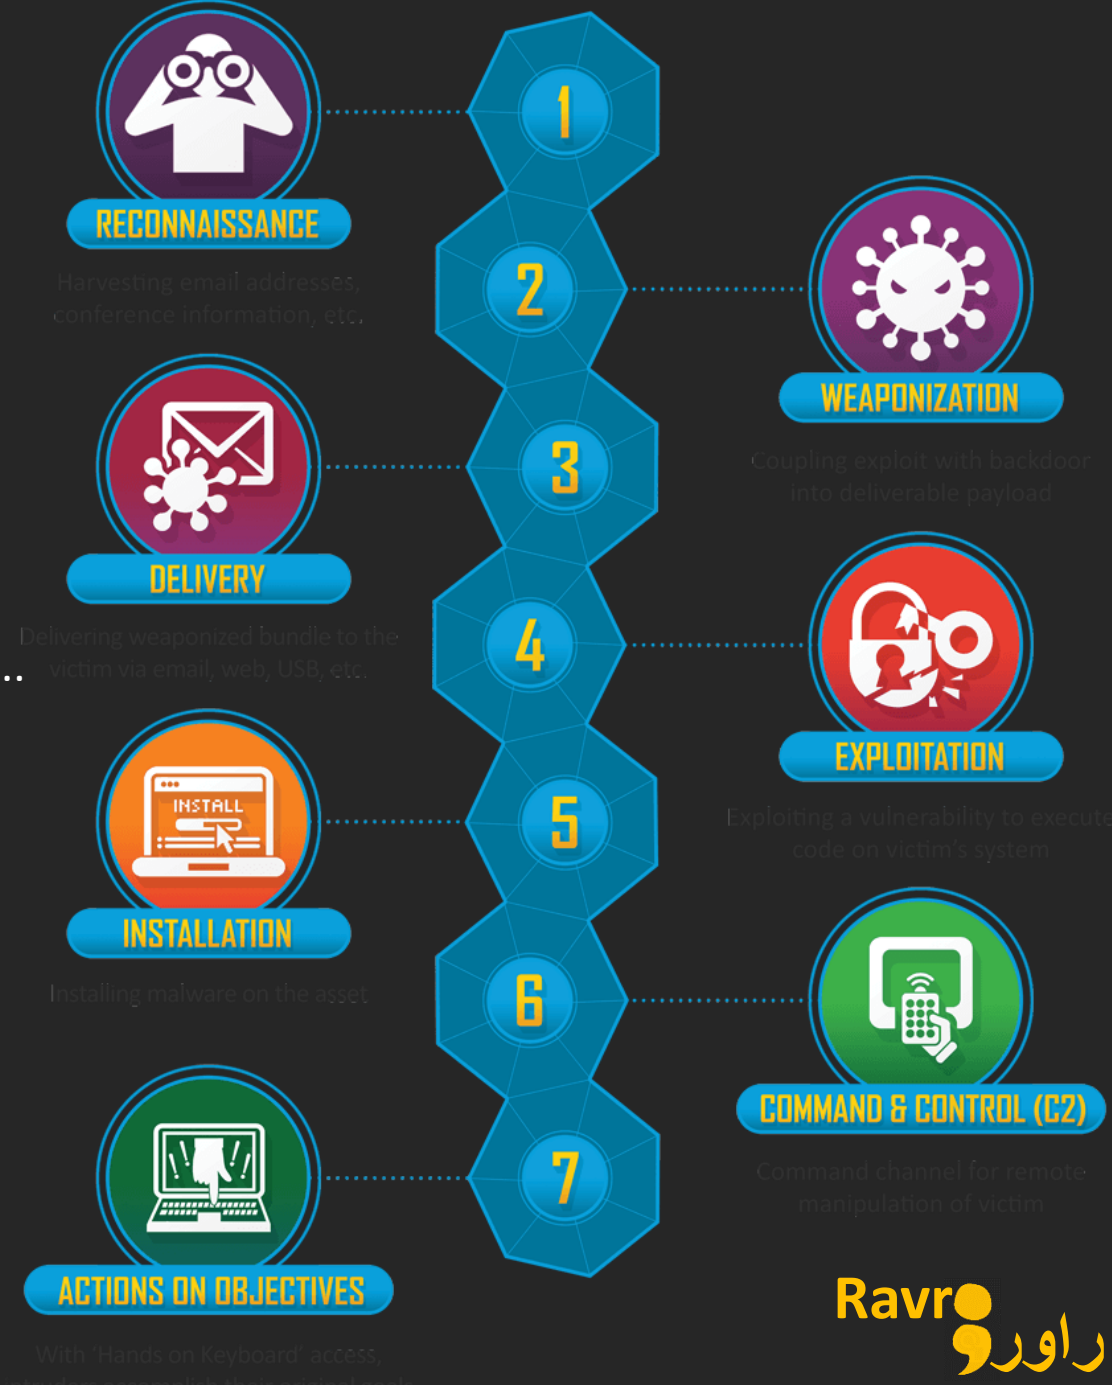 1
RECONNAISSANCE
Harvesting email addresses,
conference information, etc.
2
WEAPONIZATION
Coupling exploit with backdoor
into deliverable payload
3
DELIVERY
Delivering weaponized bundle to the
victim via email, web, USB, etc.
..
4
EXPLOITATION
Exploiting a vulnerability to execute
code on victim's system
5
INSTALL
INSTALLATION
Installing malware on the asset
6
COMMAND & CONTROL (C2)
Command channel for remote
manipulation of victim
7
ACTIONS ON OBJECTIVES
With 'Hands on Keyboard' access,
Ravro
راورو